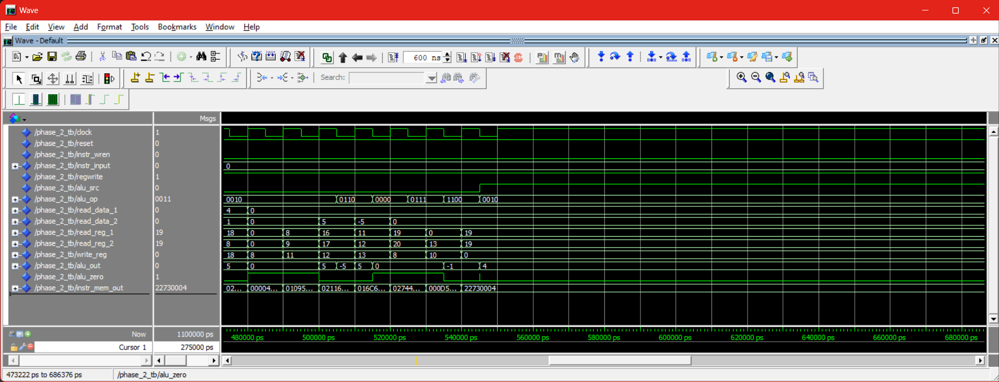 Wave
File Edit View Add Format Tools Bookmarks Window Help
Wave - Default
600 ns
Search:
Msgs
/phase_2_tb/clock 1
/phase_2_tb/reset 0
/phase_2_tb/instr_wren 0
/phase_2_tb/instr_input 0 0
/phase_2_tb/regwrite 1
/phase_2_tb/alu_src 0
/phase_2_tb/alu_op 0011 0010 0110 0000 0111 1100 0010
/phase_2_tb/read_data_1 0 4 0
/phase_2_tb/read_data_2 0 1 0 5 -5 0
/phase_2_tb/read_reg_1 19 18 0 8 16 11 19 0 19
/phase_2_tb/read_reg_2 19 8 0 9 17 12 20 13 19
/phase_2_tb/write_reg 0 18 8 11 12 13 8 10 0
/phase_2_tb/alu_out 0 5 0 5 -5 5 0 -1 4
/phase_2_tb/alu_zero 1
/phase_2_tb/instr_mem_out 22730004 02... 00004... 01095... 02116... 016C6... 02744... 000D5... 22730004
Now 1100000 ps 480000 ps 500000 ps 520000 ps 540000 ps 560000 ps 580000 ps 600000 ps 620000 ps 640000 ps 660000 ps 680000 ps
Cursor 1 275000 ps
473222 ps to 686376 ps /phase_2_tb/alu_zero